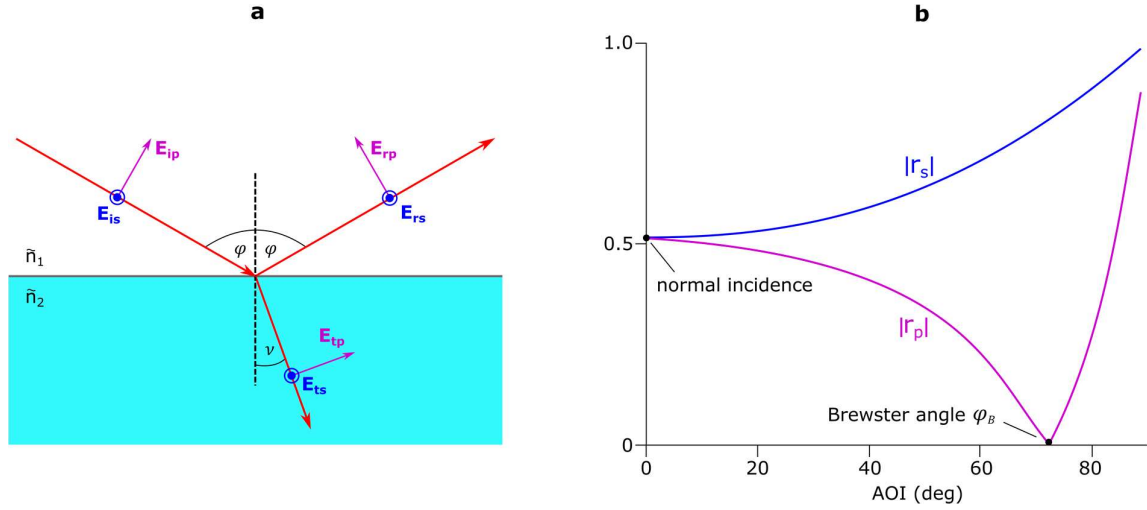 a
E_ip
E_rp
E_is
E_rs
φ φ
ñ₁
ñ₂
ν
E_tp
E_ts
b
1.0
|r_s|
0.5
normal incidence
|r_p|
Brewster angle φ_B
0
0 20 40 60 80
AOI (deg)